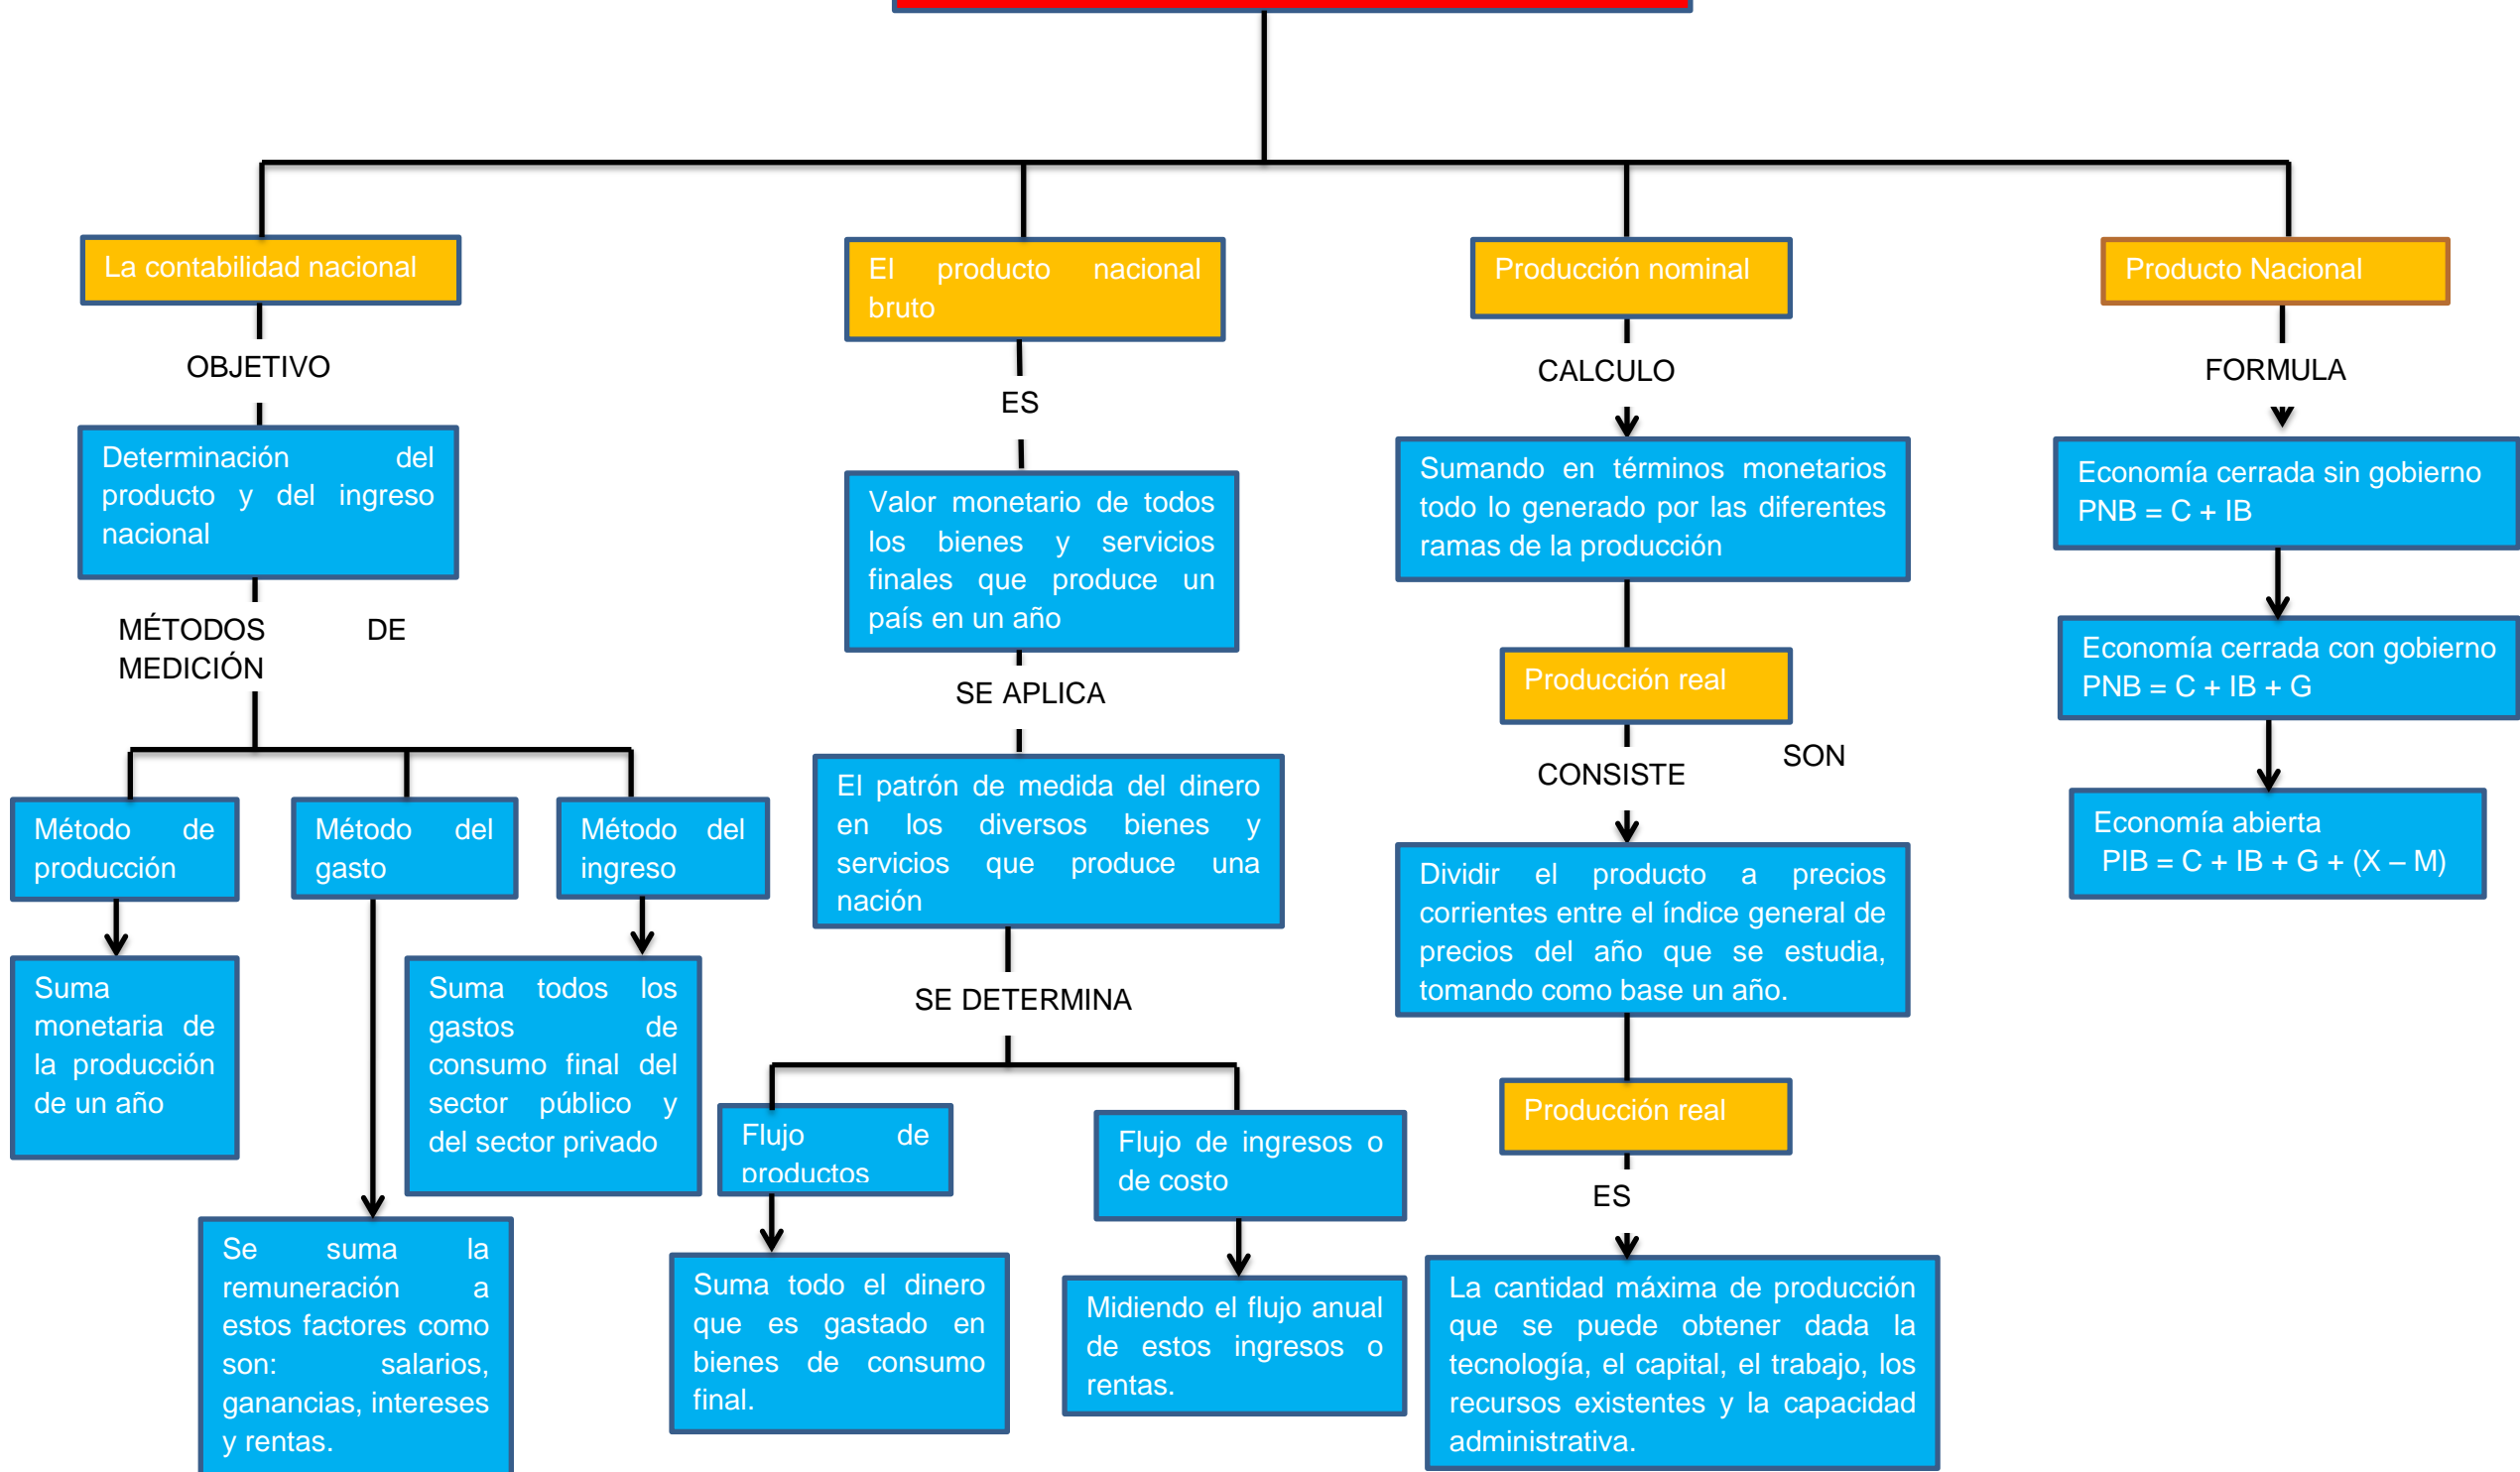 La contabilidad nacional
OBJETIVO
Determinación del
producto y del ingreso
nacional
MÉTODOS DE
MEDICIÓN
Método de
producción
Suma
monetaria de
la producción
de un año
Método del
gasto
Se suma la
remuneración a
estos factores como
son: salarios,
ganancias, intereses
y rentas.
Método del
ingreso
Suma todos los
gastos de
consumo final del
sector público y
del sector privado
El producto nacional
bruto
ES
Valor monetario de todos
los bienes y servicios
finales que produce un
país en un año
SE APLICA
El patrón de medida del dinero
en los diversos bienes y
servicios que produce una
nación
SE DETERMINA
Flujo de
productos
Suma todo el dinero
que es gastado en
bienes de consumo
final.
Flujo de ingresos o
de costo
Midiendo el flujo anual
de estos ingresos o
rentas.
Producción nominal
CALCULO
Sumando en términos monetarios
todo lo generado por las diferentes
ramas de la producción
Producción real
CONSISTE
SON
Dividir el producto a precios
corrientes entre el índice general de
precios del año que se estudia,
tomando como base un año.
Producción real
ES
La cantidad máxima de producción
que se puede obtener dada la
tecnología, el capital, el trabajo, los
recursos existentes y la capacidad
administrativa.
Producto Nacional
FORMULA
Economía cerrada sin gobierno
PNB = C + IB
Economía cerrada con gobierno
PNB = C + IB + G
Economía abierta
PIB = C + IB + G + (X – M)